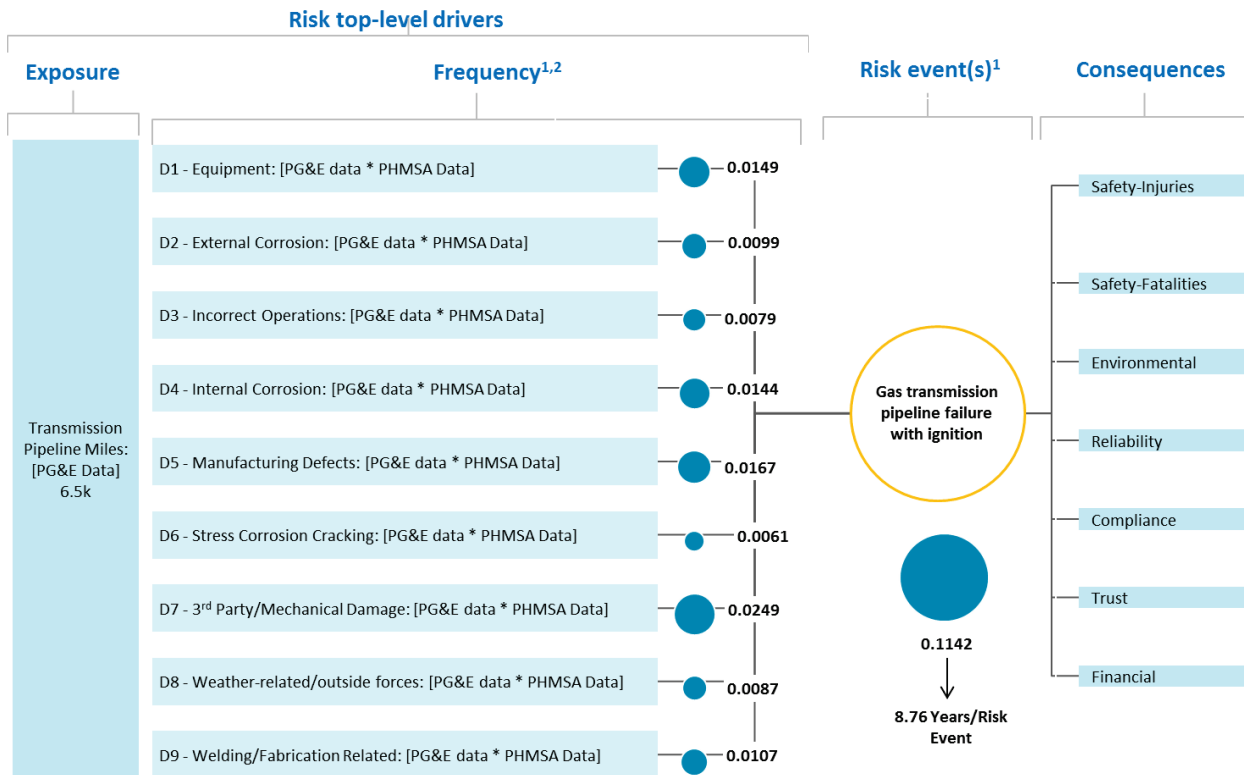 Risk top-level drivers
Exposure
Frequency1,2
Risk event(s)1
Consequences
Transmission
Pipeline Miles:
[PG&E Data]
6.5k
D1 - Equipment: [PG&E data * PHMSA Data]
0.0149
D2 - External Corrosion: [PG&E data * PHMSA Data]
0.0099
D3 - Incorrect Operations: [PG&E data * PHMSA Data]
0.0079
D4 - Internal Corrosion: [PG&E data * PHMSA Data]
0.0144
D5 - Manufacturing Defects: [PG&E data * PHMSA Data]
0.0167
D6 - Stress Corrosion Cracking: [PG&E data * PHMSA Data]
0.0061
D7 - 3rd Party/Mechanical Damage: [PG&E data * PHMSA Data]
0.0249
D8 - Weather-related/outside forces: [PG&E data * PHMSA Data]
0.0087
D9 - Welding/Fabrication Related: [PG&E data * PHMSA Data]
0.0107
Gas transmission
pipeline failure
with ignition
0.1142
8.76 Years/Risk
Event
Safety-Injuries
Safety-Fatalities
Environmental
Reliability
Compliance
Trust
Financial